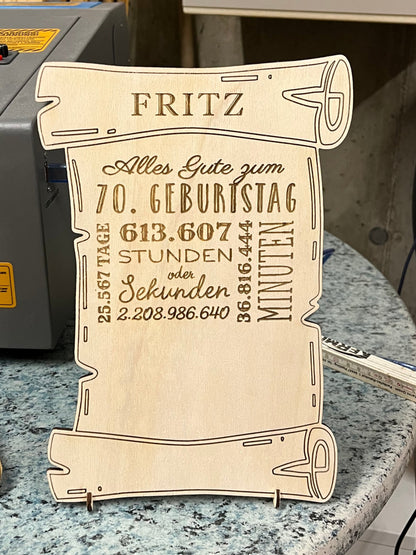 FRITZ
Alles Gute zum
70. GEBURTSTAG
25.567 TAGE
613.607
STUNDEN
oder
Sekunden
2.208.986.640
36.816.444
MINUTEN